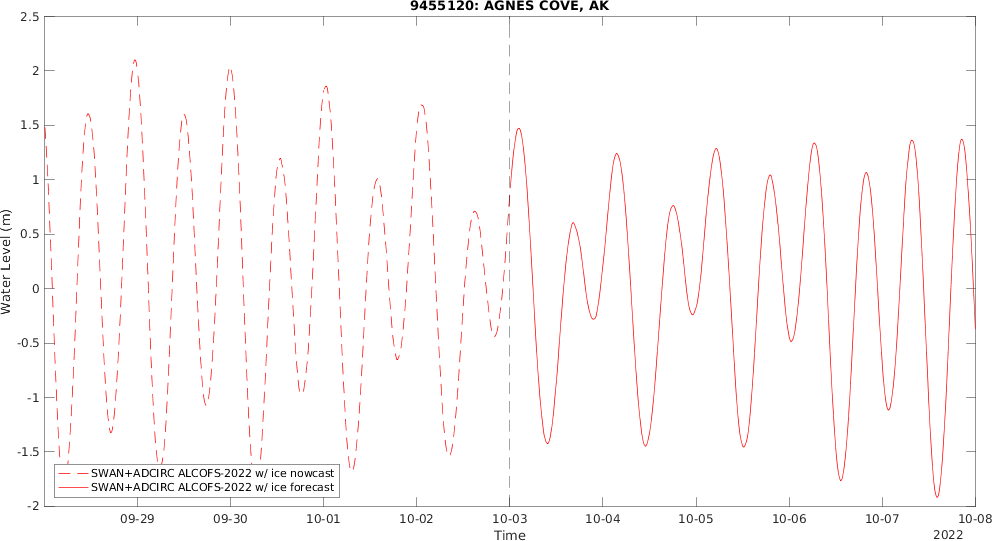 9455120: AGNES COVE, AK
2.5
2
1.5
1
0.5
0
-0.5
-1
-1.5
-2
Water Level (m)
SWAN+ADCIRC ALCOFS-2022 w/ ice nowcast
SWAN+ADCIRC ALCOFS-2022 w/ ice forecast
09-29 09-30 10-01 10-02 10-03 10-04 10-05 10-06 10-07 10-08
Time
2022